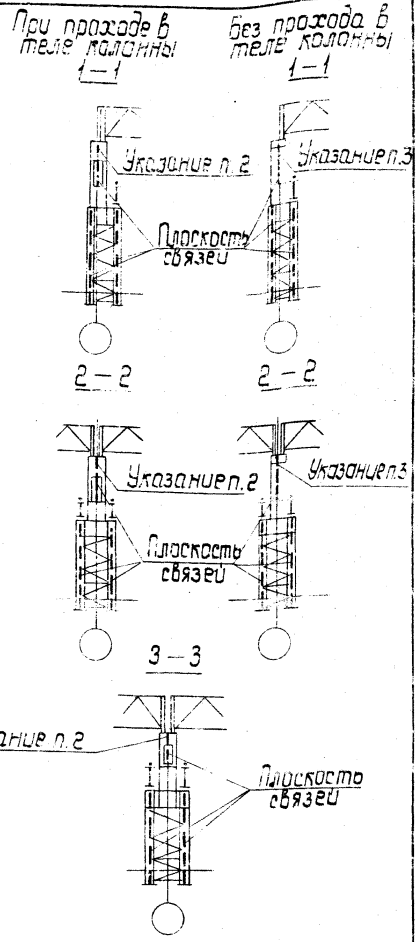 При проходе в
теле колонны
1-1
Без прохода в
теле колонны
1-1
Указание п. 2
Указание п.3
Плоскость
связей
2-2
2-2
Указание п. 2
Указание п.3
Плоскость
связей
3-3
ание п. 2
Плоскость
связей